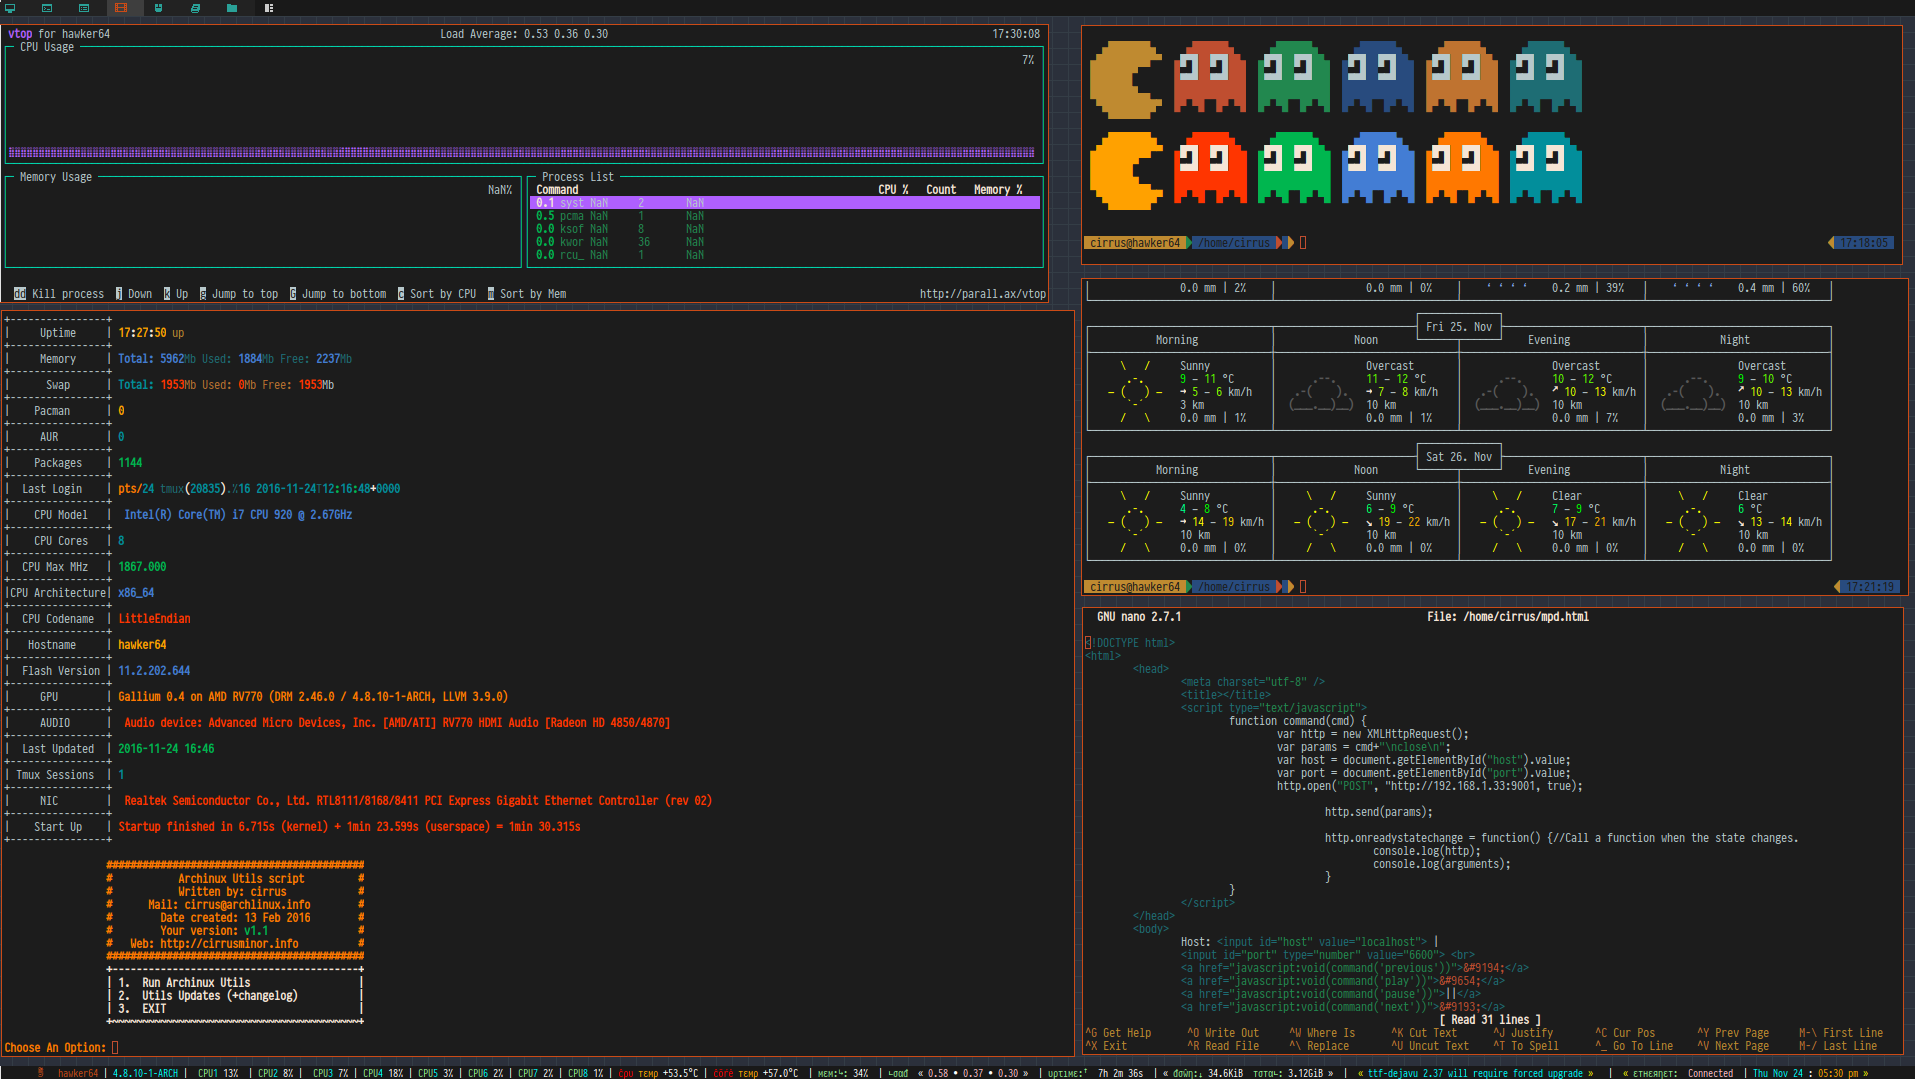 vtop for hawker64 Load Average: 0.53 0.36 0.30 17:30:08
CPU Usage
7%
Memory Usage
NaN%
Process List
Command CPU % Count Memory %
0.1 syst NaN 2 NaN
0.5 pcma NaN 1 NaN
0.0 ksof NaN 8 NaN
0.0 kwor NaN 36 NaN
0.0 rcu_ NaN 1 NaN
dd Kill process j Down k Up g Jump to top G Jump to bottom c Sort by CPU m Sort by Mem http://parall.ax/vtop
Uptime | 17:27:50 up
Memory | Total: 5962Mb Used: 1884Mb Free: 2237Mb
Swap | Total: 1953Mb Used: 0Mb Free: 1953Mb
Pacman | 0
AUR | 0
Packages | 1144
Last Login | pts/24 tmux(20835).%16 2016-11-24T12:16:48+0000
CPU Model | Intel(R) Core(TM) i7 CPU 920 @ 2.67GHz
CPU Cores | 8
CPU Max MHz | 1867.000
CPU Architecture | x86_64
CPU Codename | LittleEndian
Hostname | hawker64
Flash Version | 11.2.202.644
GPU | Gallium 0.4 on AMD RV770 (DRM 2.46.0 / 4.8.10-1-ARCH, LLVM 3.9.0)
AUDIO | Audio device: Advanced Micro Devices, Inc. [AMD/ATI] RV770 HDMI Audio [Radeon HD 4850/4870]
Last Updated | 2016-11-24 16:46
Tmux Sessions | 1
NIC | Realtek Semiconductor Co., Ltd. RTL8111/8168/8411 PCI Express Gigabit Ethernet Controller (rev 02)
Start Up | Startup finished in 6.715s (kernel) + 1min 23.599s (userspace) = 1min 30.315s
###########################################
# Archinux Utils script #
# Written by: cirrus #
# Mail: cirrus@archlinux.info #
# Date created: 13 Feb 2016 #
# Your version: v1.1 #
# Web: http://cirrusminor.info #
###########################################
| 1. Run Archinux Utils |
| 2. Utils Updates (+changelog) |
| 3. EXIT |
Choose An Option:
cirrus@hawker64 /home/cirrus 17:18:05
0.0 mm | 2% 0.0 mm | 0% 0.2 mm | 39% 0.4 mm | 60%
Fri 25. Nov
Morning Noon Evening Night
Sunny Overcast Overcast Overcast
9 – 11 °C 11 – 12 °C 10 – 12 °C 9 – 10 °C
➝ 5 – 6 km/h ➝ 7 – 8 km/h ↗ 10 – 13 km/h ↗ 10 – 13 km/h
3 km 10 km 10 km 10 km
0.0 mm | 1% 0.0 mm | 1% 0.0 mm | 7% 0.0 mm | 3%
Sat 26. Nov
Morning Noon Evening Night
Sunny Sunny Clear Clear
4 – 8 °C 6 – 9 °C 7 – 9 °C 6 °C
➝ 14 – 19 km/h ↘ 19 – 22 km/h ↘ 17 – 21 km/h ↘ 13 – 14 km/h
10 km 10 km 10 km 10 km
0.0 mm | 0% 0.0 mm | 0% 0.0 mm | 0% 0.0 mm | 0%
cirrus@hawker64 /home/cirrus 17:21:19
GNU nano 2.7.1 File: /home/cirrus/mpd.html
<!DOCTYPE html>
<html>
<head>
<meta charset="utf-8" />
<title></title>
<script type="text/javascript">
function command(cmd) {
var http = new XMLHttpRequest();
var params = cmd+"\nclose\n";
var host = document.getElementById("host").value;
var port = document.getElementById("port").value;
http.open("POST", "http://192.168.1.33:9001, true);
http.send(params);
http.onreadystatechange = function() {//Call a function when the state changes.
console.log(http);
console.log(arguments);
}
}
</script>
</head>
<body>
Host: <input id="host" value="localhost"> |
<input id="port" type="number" value="6600"> <br>
<a href="javascript:void(command('previous'))">&#9194;</a>
<a href="javascript:void(command('play'))">&#9654;</a>
<a href="javascript:void(command('pause'))">||</a>
<a href="javascript:void(command('next'))">&#9193;</a>
[ Read 31 lines ]
^G Get Help ^O Write Out ^W Where Is ^K Cut Text ^J Justify ^C Cur Pos ^Y Prev Page M-\ First Line
^X Exit ^R Read File ^\ Replace ^U Uncut Text ^T To Spell ^_ Go To Line ^V Next Page M-/ Last Line
hawker64 | 4.8.10-1-ARCH | CPU1 13% | CPU2 8% | CPU3 7% | CPU4 18% | CPU5 3% | CPU6 2% | CPU7 2% | CPU8 1% | +53.5°C | +57.0°C | 34% | « 0.58 • 0.37 • 0.30 » | 7h 2m 36s | 34.6KiB 3.12GiB » | « ttf-dejavu 2.37 will require forced upgrade » | Connected | Thu Nov 24 : 05:30 pm »